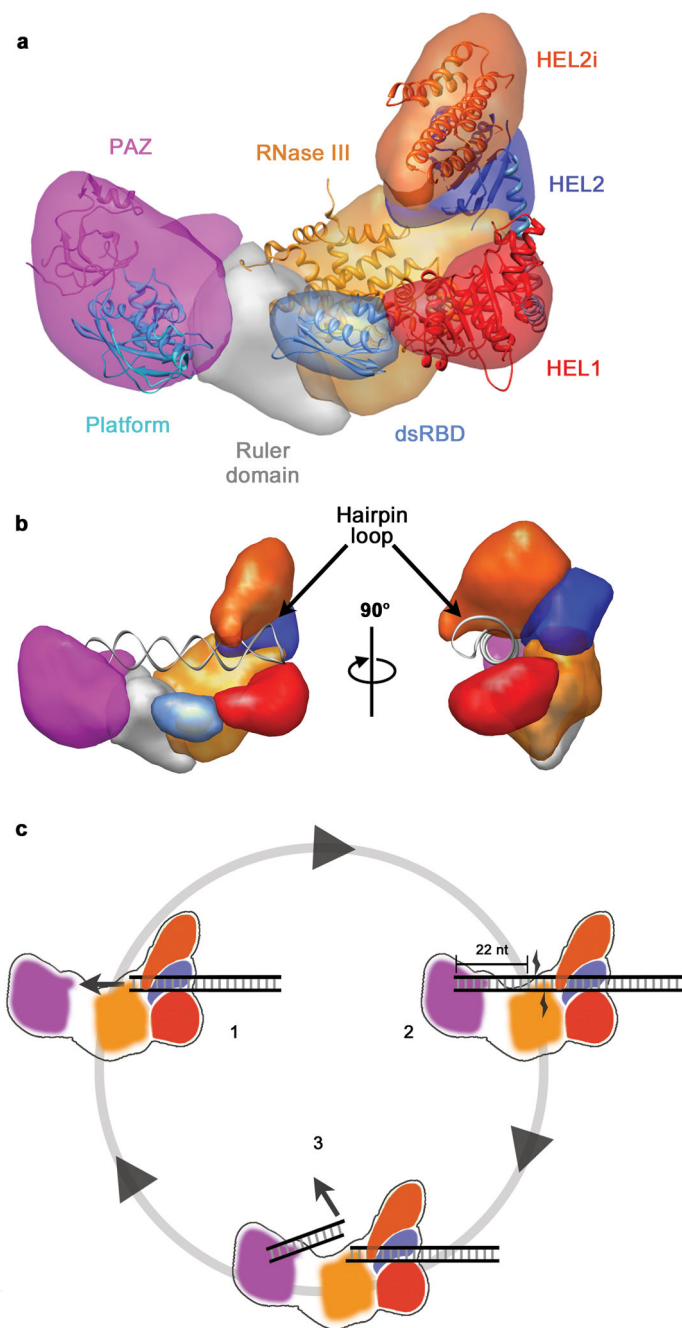 a
HEL2i
PAZ
RNase III
HEL2
HEL1
Platform
dsRBD
Ruler
domain
b
Hairpin
loop
90°
c
22 nt
1
2
3